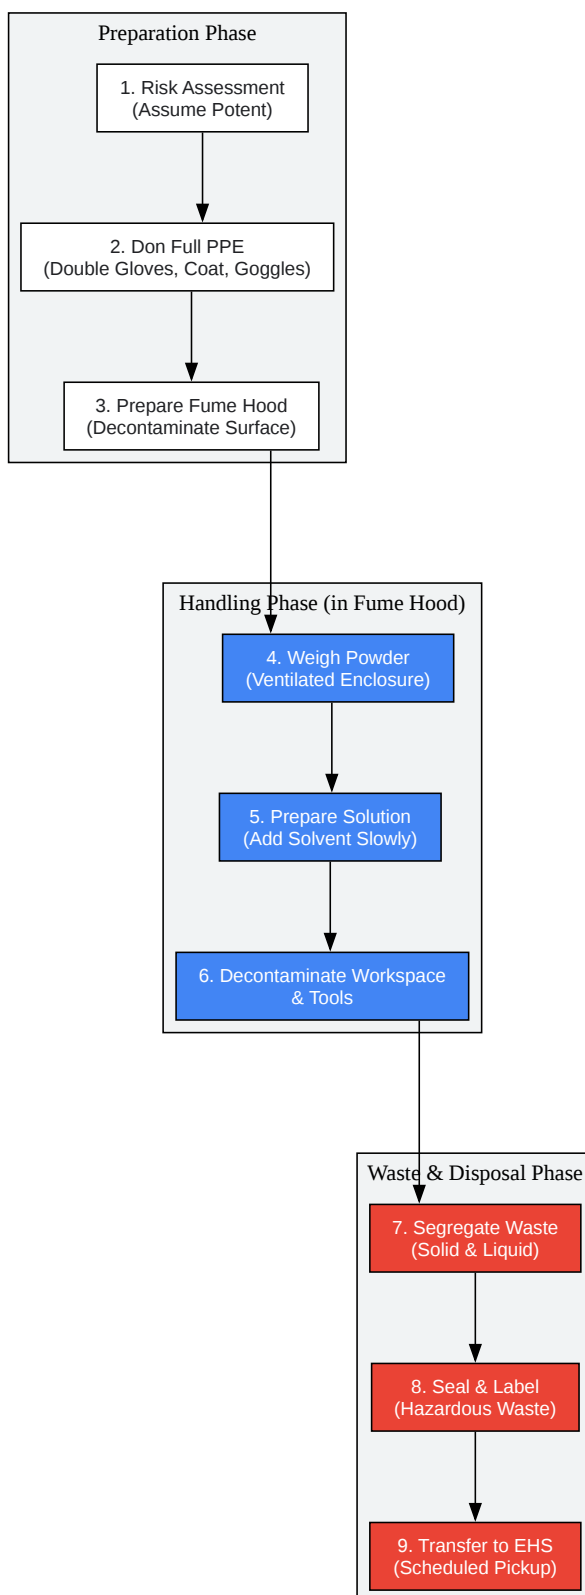 Preparation Phase
1. Risk Assessment
(Assume Potent)
2. Don Full PPE
(Double Gloves, Coat, Goggles)
3. Prepare Fume Hood
(Decontaminate Surface)
Handling Phase (in Fume Hood)
4. Weigh Powder
(Ventilated Enclosure)
5. Prepare Solution
(Add Solvent Slowly)
6. Decontaminate Workspace
& Tools
Waste & Disposal Phase
7. Segregate Waste
(Solid & Liquid)
8. Seal & Label
(Hazardous Waste)
9. Transfer to EHS
(Scheduled Pickup)